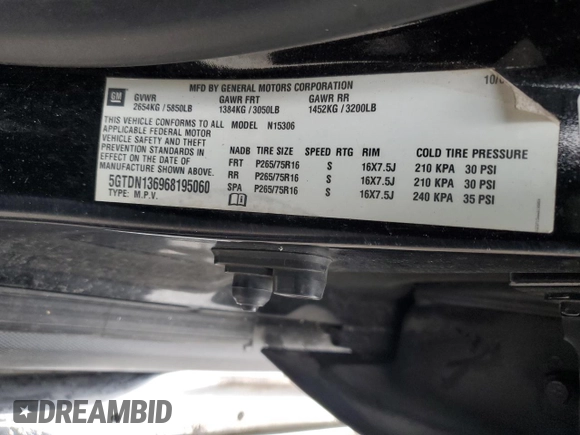 MFD BY GENERAL MOTORS CORPORATION
GM GVWR GAWR FRT GAWR RR
2654KG / 5850LB 1384KG / 3050LB 1452KG / 3200LB
THIS VEHICLE CONFORMS TO ALL MODEL N15306
APPLICABLE FEDERAL MOTOR
VEHICLE SAFETY AND THEFT
PREVENTION STANDARDS IN
EFFECT ON THE DATE OF
MANUFACTURE SHOWN ABOVE.
5GTDN136968195060
TYPE: M.P.V.
NADB TIRE SIZE SPEED RTG RIM COLD TIRE PRESSURE
FRT P265/75R16 S 16X7.5J 210 KPA 30 PSI
RR P265/75R16 S 16X7.5J 210 KPA 30 PSI
SPA P265/75R16 S 16X7.5J 240 KPA 35 PSI
DREAMBID